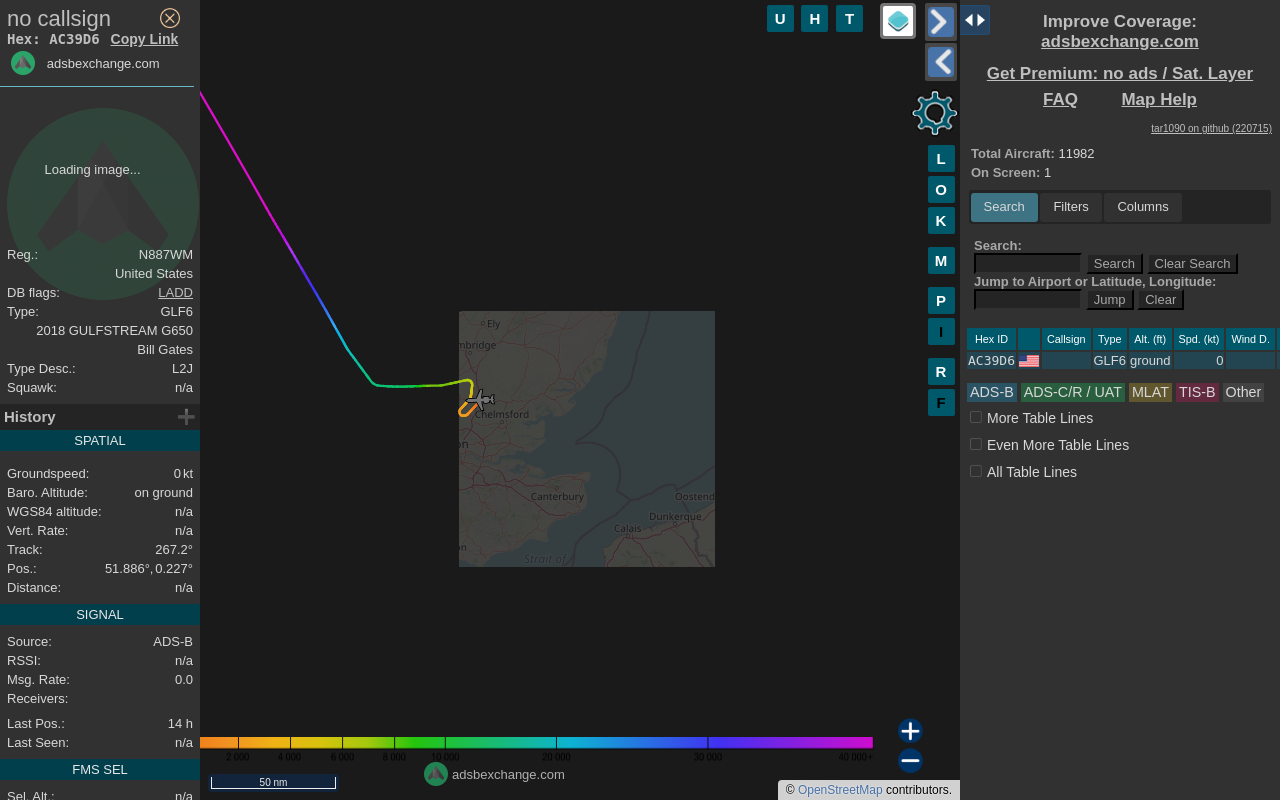 no callsign
Hex: AC39D6 Copy Link
adsbexchange.com
Loading image...
Reg.: N887WM
United States
DB flags: LADD
Type: GLF6
2018 GULFSTREAM G650
Bill Gates
Type Desc.: L2J
Squawk: n/a
History
SPATIAL
Groundspeed: 0 kt
Baro. Altitude: on ground
WGS84 altitude: n/a
Vert. Rate: n/a
Track: 267.2°
Pos.: 51.886°, 0.227°
Distance: n/a
SIGNAL
Source: ADS-B
RSSI: n/a
Msg. Rate: 0.0
Receivers:
Last Pos.: 14 h
Last Seen: n/a
FMS SEL
Sel. Alt.: n/a
U H T
L
O
K
M
P
I
R
F
Ely
mbridge
Chelmsford
on
Canterbury
Oostend
Dunkerque
Calais
on
Strait of
2 000 4 000 6 000 8 000 10 000 20 000 30 000 40 000+
50 nm
adsbexchange.com
© OpenStreetMap contributors.
Improve Coverage:
adsbexchange.com
Get Premium: no ads / Sat. Layer
FAQ Map Help
tar1090 on github (220715)
Total Aircraft: 11982
On Screen: 1
Search Filters Columns
Search:
Search Clear Search
Jump to Airport or Latitude, Longitude:
Jump Clear
Hex ID Callsign Type Alt. (ft) Spd. (kt) Wind D.
AC39D6 GLF6 ground 0
ADS-B ADS-C/R / UAT MLAT TIS-B Other
More Table Lines
Even More Table Lines
All Table Lines